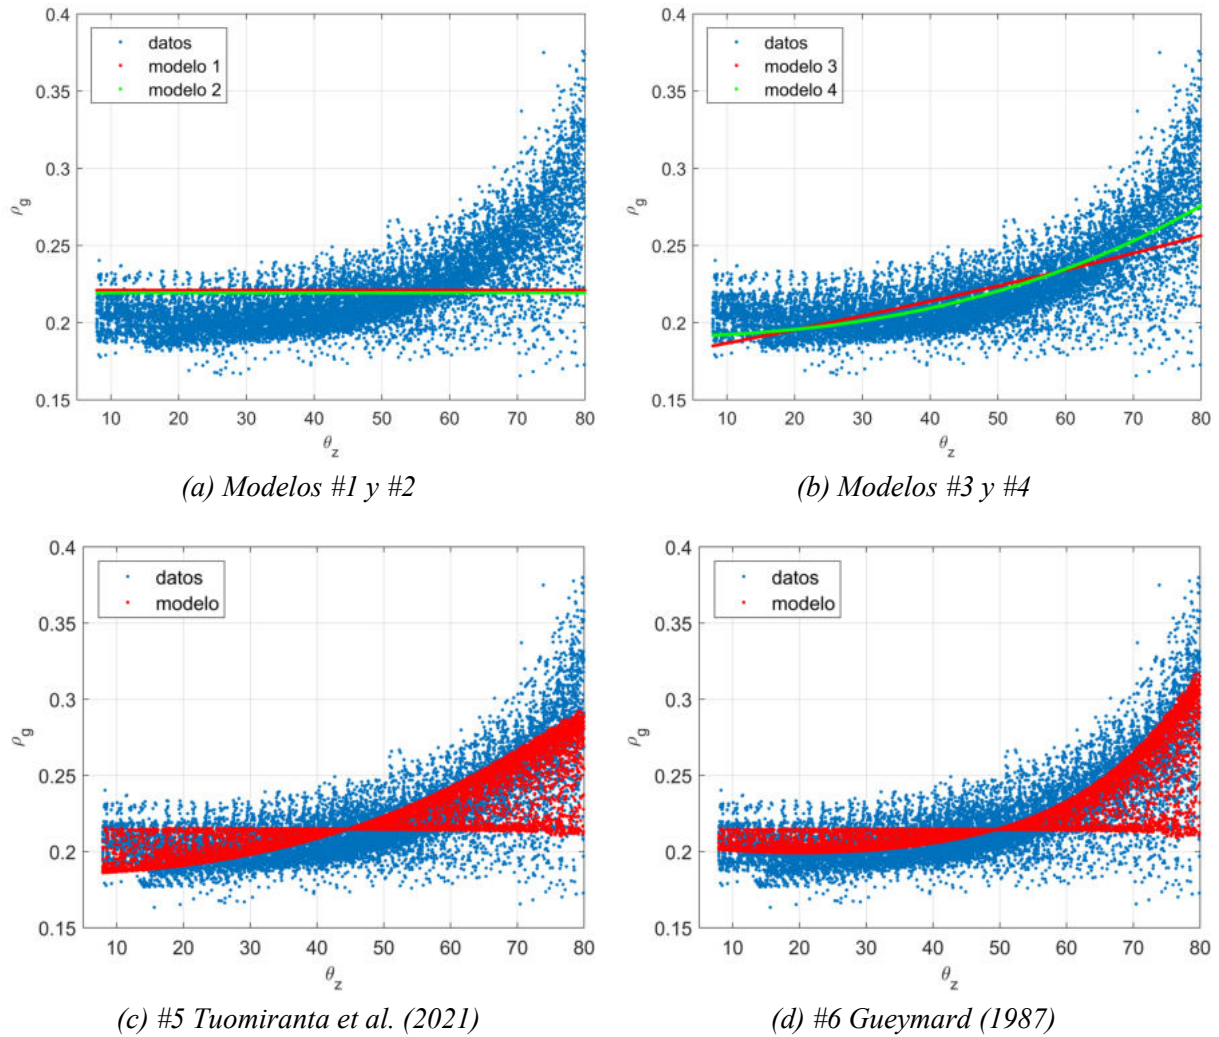 0.4
0.35
0.3
0.25
0.2
0.15
ρg
datos
modelo 1
modelo 2
10 20 30 40 50 60 70 80
θz
(a) Modelos #1 y #2
0.4
0.35
0.3
0.25
0.2
0.15
ρg
datos
modelo 3
modelo 4
10 20 30 40 50 60 70 80
θz
(b) Modelos #3 y #4
0.4
0.35
0.3
0.25
0.2
0.15
ρg
datos
modelo
10 20 30 40 50 60 70 80
θz
(c) #5 Tuomiranta et al. (2021)
0.4
0.35
0.3
0.25
0.2
0.15
ρg
datos
modelo
10 20 30 40 50 60 70 80
θz
(d) #6 Gueymard (1987)